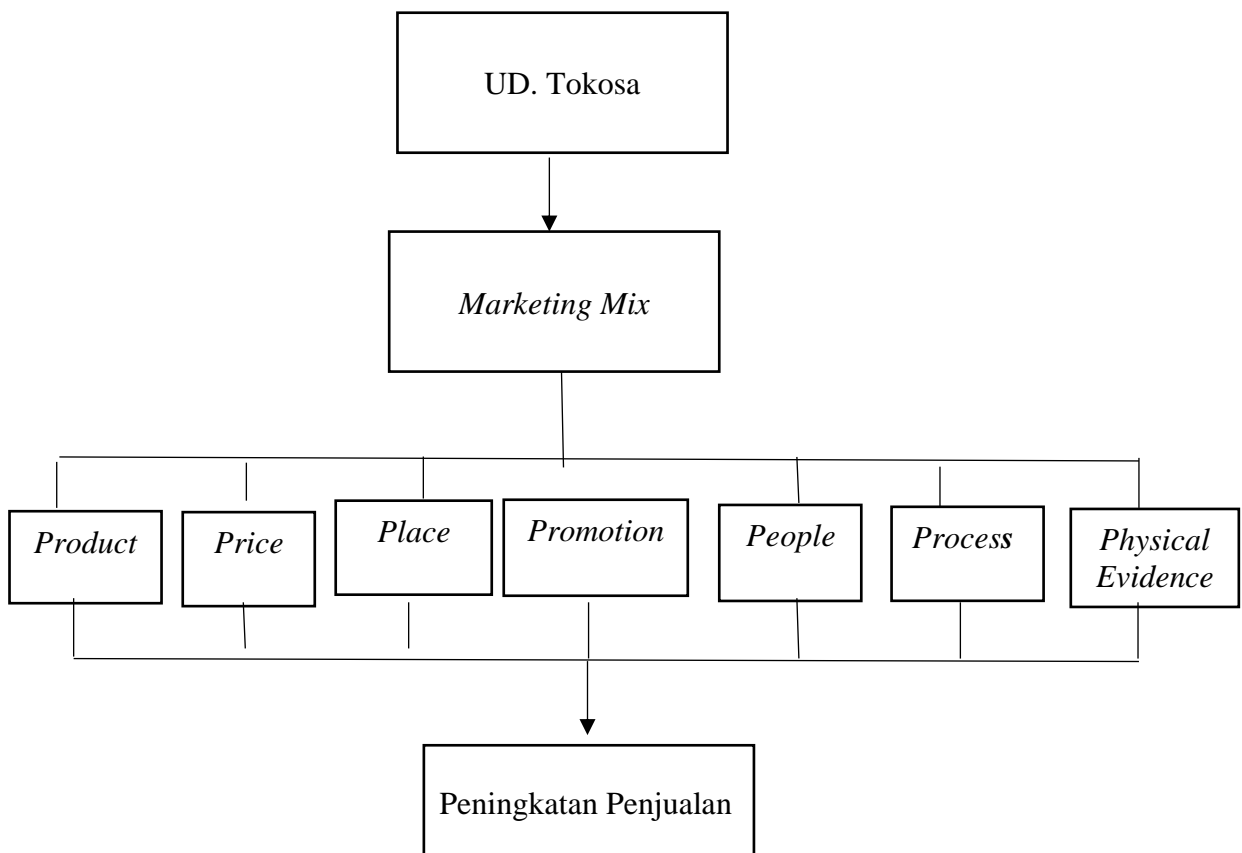 UD. Tokosa
Marketing Mix
Product
Price
Place
Promotion
People
Process
Physical
Evidence
Peningkatan Penjualan